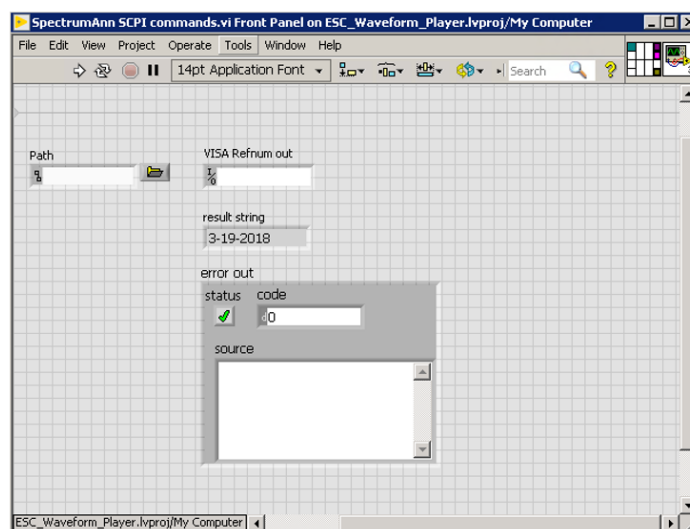 SpectrumAnn SCPI commands.vi Front Panel on ESC_Waveform_Player.lvproj/My Computer
File Edit View Project Operate Tools Window Help
14pt Application Font Search
Path
VISA Refnum out
result string
3-19-2018
error out
status code
0
source
ESC_Waveform_Player.lvproj/My Computer